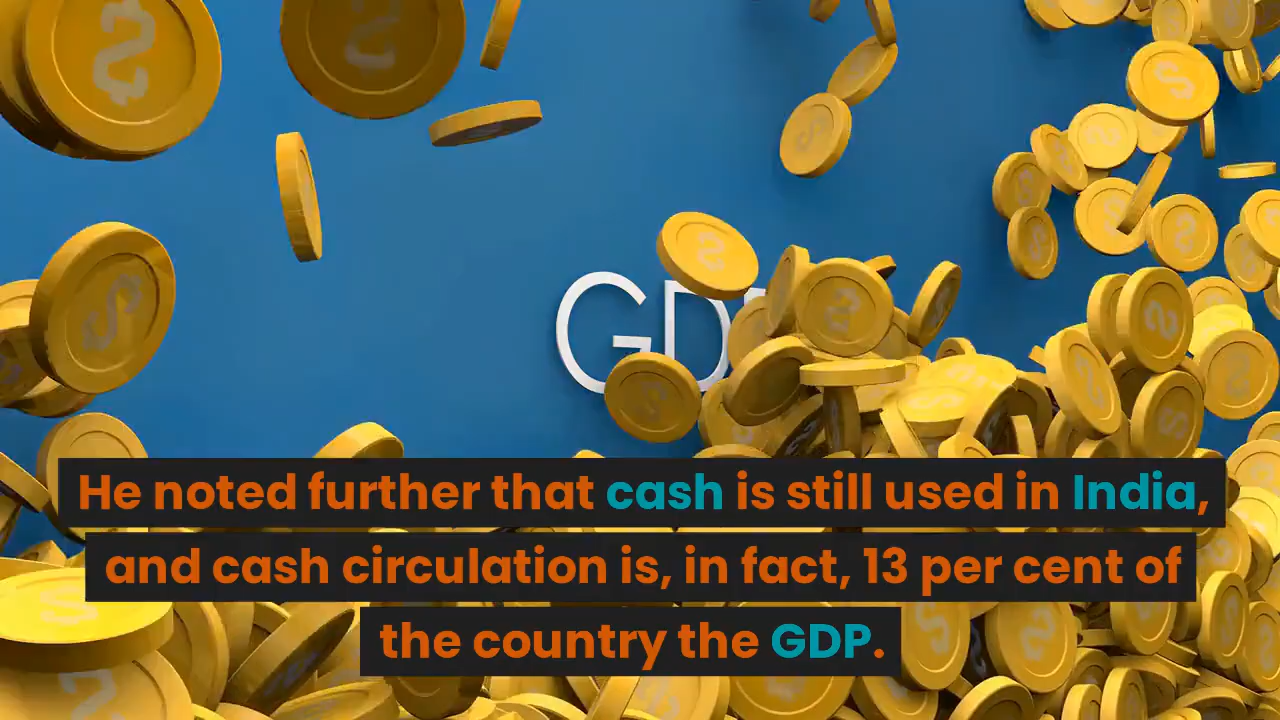 GD
He noted further that cash is still used in India,
and cash circulation is, in fact, 13 per cent of
the country the GDP.